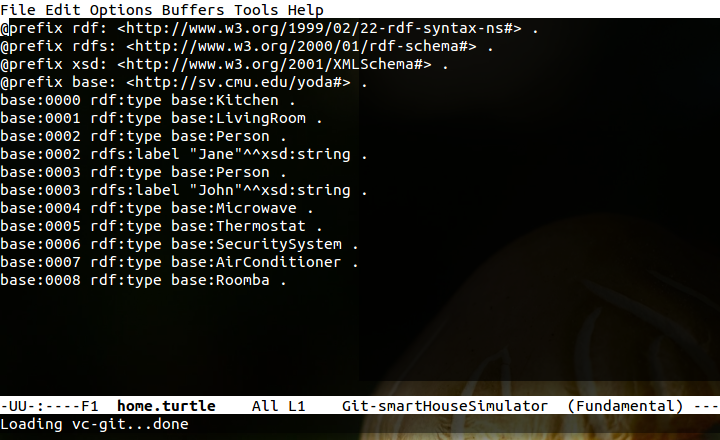 File Edit Options Buffers Tools Help
@prefix rdf: <http://www.w3.org/1999/02/22-rdf-syntax-ns#> .
@prefix rdfs: <http://www.w3.org/2000/01/rdf-schema#> .
@prefix xsd: <http://www.w3.org/2001/XMLSchema#> .
@prefix base: <http://sv.cmu.edu/yoda#> .
base:0000 rdf:type base:Kitchen .
base:0001 rdf:type base:LivingRoom .
base:0002 rdf:type base:Person .
base:0002 rdfs:label "Jane"^^xsd:string .
base:0003 rdf:type base:Person .
base:0003 rdfs:label "John"^^xsd:string .
base:0004 rdf:type base:Microwave .
base:0005 rdf:type base:Thermostat .
base:0006 rdf:type base:SecuritySystem .
base:0007 rdf:type base:AirConditioner .
base:0008 rdf:type base:Roomba .
-UU-:----F1  home.turtle    All L1    Git-smartHouseSimulator  (Fundamental) ---
Loading vc-git...done